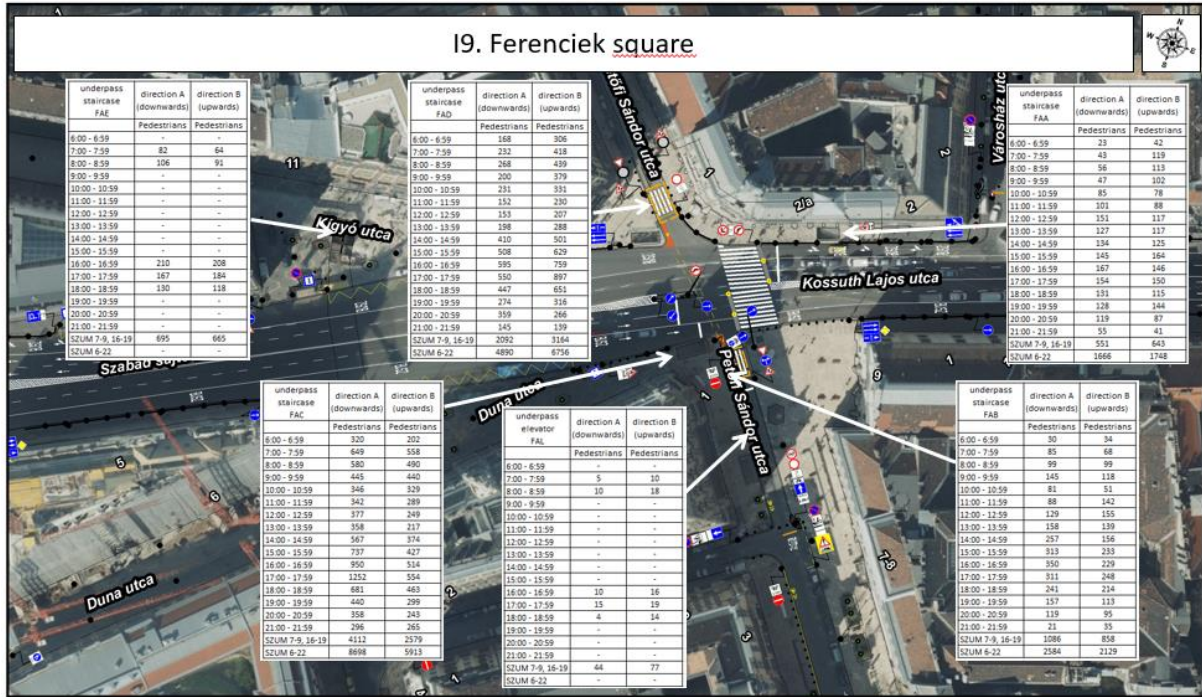 I9. Ferenciek square
N
W
E
S
underpass staircase FAE direction A (downwards) direction B (upwards)
Pedestrians Pedestrians
6:00 - 6:59 - -
7:00 - 7:59 82 64
8:00 - 8:59 106 91
9:00 - 9:59 - -
10:00 - 10:59 - -
11:00 - 11:59 - -
12:00 - 12:59 - -
13:00 - 13:59 - -
14:00 - 14:59 - -
15:00 - 15:59 - -
16:00 - 16:59 210 208
17:00 - 17:59 167 184
18:00 - 18:59 130 118
19:00 - 19:59 - -
20:00 - 20:59 - -
21:00 - 21:59 - -
SZUM 7-9, 16-19 695 665
SZUM 6-22 -
underpass staircase FAD direction A (downwards) direction B (upwards)
Pedestrians Pedestrians
6:00 - 6:59 168 306
7:00 - 7:59 232 418
8:00 - 8:59 268 439
9:00 - 9:59 200 379
10:00 - 10:59 231 331
11:00 - 11:59 152 230
12:00 - 12:59 153 207
13:00 - 13:59 198 288
14:00 - 14:59 410 501
15:00 - 15:59 508 629
16:00 - 16:59 595 759
17:00 - 17:59 550 897
18:00 - 18:59 447 651
19:00 - 19:59 274 316
20:00 - 20:59 359 266
21:00 - 21:59 145 139
SZUM 7-9, 16-19 2092 3164
SZUM 6-22 4890 6756
underpass staircase FAA direction A (downwards) direction B (upwards)
Pedestrians Pedestrians
6:00 - 6:59 23 42
7:00 - 7:59 43 119
8:00 - 8:59 56 113
9:00 - 9:59 47 102
10:00 - 10:59 85 78
11:00 - 11:59 101 88
12:00 - 12:59 151 117
13:00 - 13:59 127 117
14:00 - 14:59 134 125
15:00 - 15:59 145 164
16:00 - 16:59 167 146
17:00 - 17:59 154 150
18:00 - 18:59 131 115
19:00 - 19:59 128 144
20:00 - 20:59 119 87
21:00 - 21:59 55 41
SZUM 7-9, 16-19 551 643
SZUM 6-22 1666 1748
11
Kígyó utca
tőfi Sándor utca
1
2/a
2
2
Városház utc
Kossuth Lajos utca
Szabad saj
Duna utca
Petőfi Sándor utca
1
9
1
5
6
Duna utca
2
1
3
7-8
underpass staircase FAC direction A (downwards) direction B (upwards)
Pedestrians Pedestrians
6:00 - 6:59 320 202
7:00 - 7:59 649 558
8:00 - 8:59 580 490
9:00 - 9:59 445 440
10:00 - 10:59 346 329
11:00 - 11:59 342 289
12:00 - 12:59 377 249
13:00 - 13:59 358 217
14:00 - 14:59 567 374
15:00 - 15:59 737 427
16:00 - 16:59 950 514
17:00 - 17:59 1252 554
18:00 - 18:59 681 463
19:00 - 19:59 440 299
20:00 - 20:59 358 243
21:00 - 21:59 296 265
SZUM 7-9, 16-19 4112 2579
SZUM 6-22 8698 5913
underpass elevator FAL direction A (downwards) direction B (upwards)
Pedestrians Pedestrians
6:00 - 6:59 - -
7:00 - 7:59 5 10
8:00 - 8:59 10 18
9:00 - 9:59 - -
10:00 - 10:59 - -
11:00 - 11:59 - -
12:00 - 12:59 - -
13:00 - 13:59 - -
14:00 - 14:59 - -
15:00 - 15:59 - -
16:00 - 16:59 10 16
17:00 - 17:59 15 19
18:00 - 18:59 4 14
19:00 - 19:59 - -
20:00 - 20:59 - -
21:00 - 21:59 - -
SZUM 7-9, 16-19 44 77
SZUM 6-22 - -
underpass staircase FAB direction A (downwards) direction B (upwards)
Pedestrians Pedestrians
6:00 - 6:59 30 34
7:00 - 7:59 85 68
8:00 - 8:59 99 99
9:00 - 9:59 145 118
10:00 - 10:59 81 51
11:00 - 11:59 88 142
12:00 - 12:59 129 155
13:00 - 13:59 158 139
14:00 - 14:59 257 156
15:00 - 15:59 313 233
16:00 - 16:59 350 229
17:00 - 17:59 311 248
18:00 - 18:59 241 214
19:00 - 19:59 157 113
20:00 - 20:59 119 95
21:00 - 21:59 21 35
SZUM 7-9, 16-19 1086 858
SZUM 6-22 2584 2129